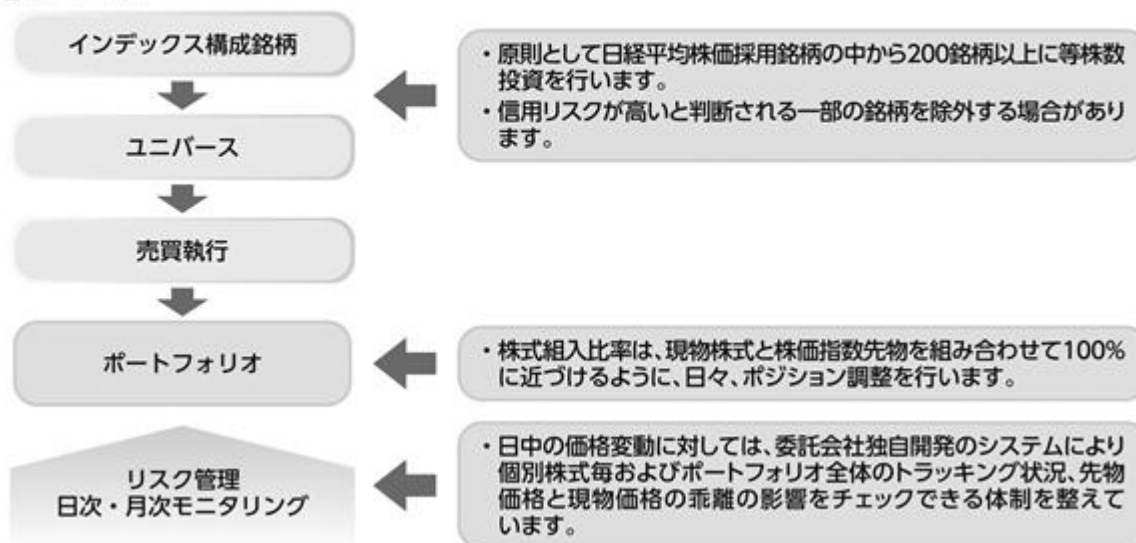 インデックス構成銘柄
・原則として日経平均株価採用銘柄の中から200銘柄以上に等株数
投資を行います。
・信用リスクが高いと判断される一部の銘柄を除外する場合があり
ます。
ユニバース
売買執行
ポートフォリオ
・株式組入比率は、現物株式と株価指数先物を組み合わせて100%
に近づけるように、日々、ポジション調整を行います。
リスク管理
日次・月次モニタリング
・日中の価格変動に対しては、委託会社独自開発のシステムにより
個別株式毎およびポートフォリオ全体のトラッキング状況、先物
価格と現物価格の乖離の影響をチェックできる体制を整えて
います。